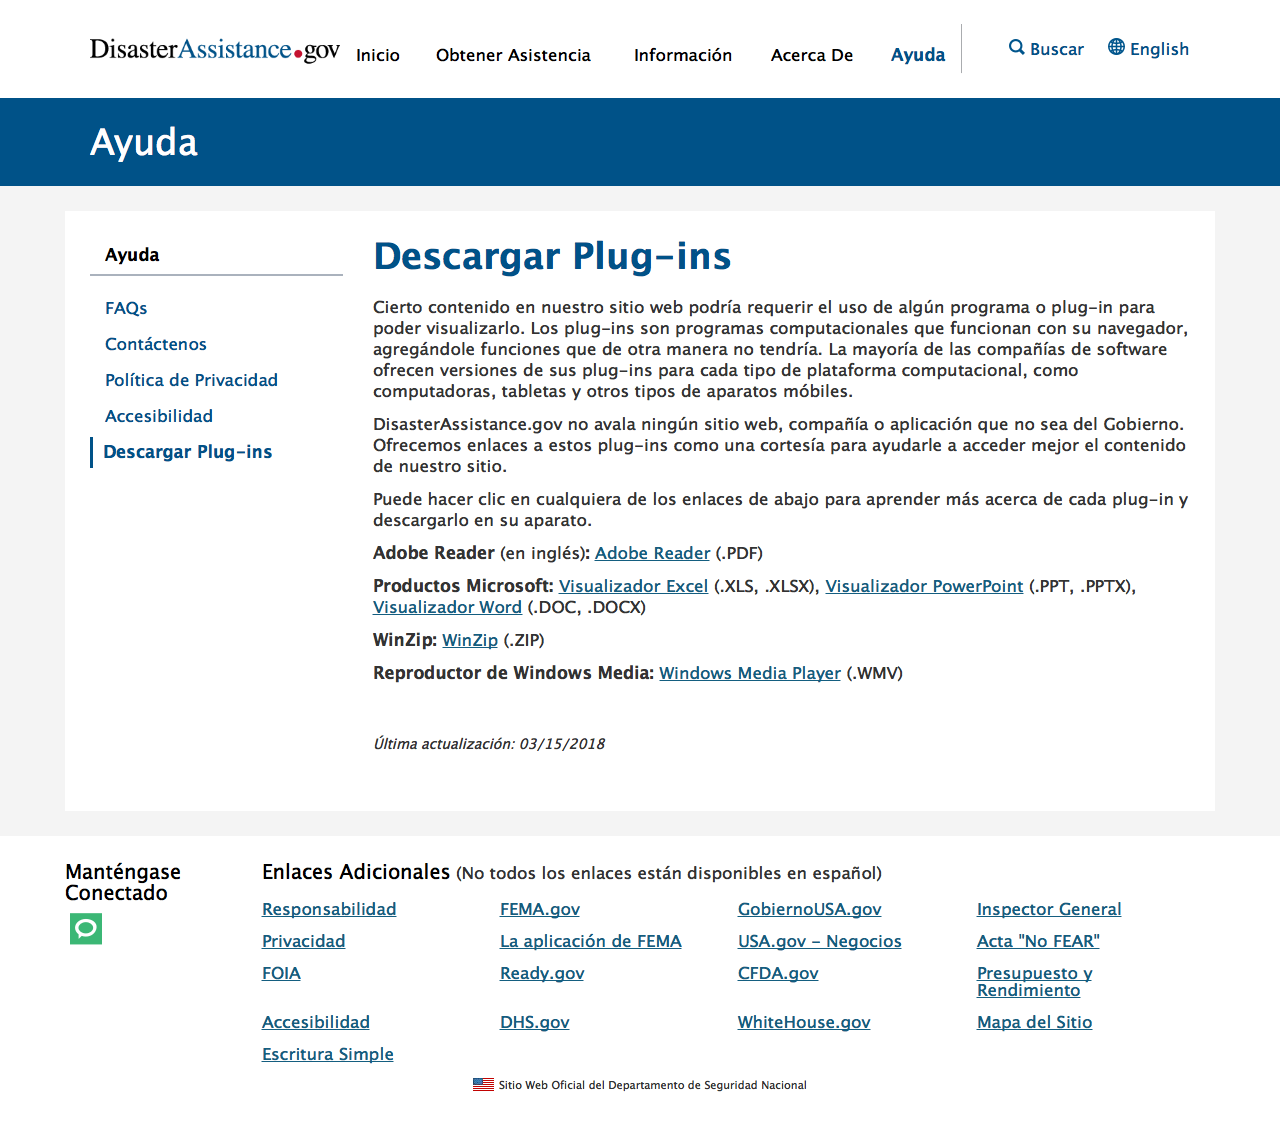 DisasterAssistance.gov Inicio Obtener Asistencia Información Acerca De Ayuda Buscar English
Ayuda
Ayuda
FAQs
Contáctenos
Política de Privacidad
Accesibilidad
Descargar Plug-ins
Descargar Plug-ins
Cierto contenido en nuestro sitio web podría requerir el uso de algún programa o plug-in para
poder visualizarlo. Los plug-ins son programas computacionales que funcionan con su navegador,
agregándole funciones que de otra manera no tendría. La mayoría de las compañías de software
ofrecen versiones de sus plug-ins para cada tipo de plataforma computacional, como
computadoras, tabletas y otros tipos de aparatos móbiles.
DisasterAssistance.gov no avala ningún sitio web, compañía o aplicación que no sea del Gobierno.
Ofrecemos enlaces a estos plug-ins como una cortesía para ayudarle a acceder mejor el contenido
de nuestro sitio.
Puede hacer clic en cualquiera de los enlaces de abajo para aprender más acerca de cada plug-in y
descargarlo en su aparato.
Adobe Reader (en inglés): Adobe Reader (.PDF)
Productos Microsoft: Visualizador Excel (.XLS, .XLSX), Visualizador PowerPoint (.PPT, .PPTX),
Visualizador Word (.DOC, .DOCX)
WinZip: WinZip (.ZIP)
Reproductor de Windows Media: Windows Media Player (.WMV)
Última actualización: 03/15/2018
Manténgase
Conectado
Enlaces Adicionales (No todos los enlaces están disponibles en español)
Responsabilidad FEMA.gov GobiernoUSA.gov Inspector General
Privacidad La aplicación de FEMA USA.gov - Negocios Acta "No FEAR"
FOIA Ready.gov CFDA.gov Presupuesto y
Rendimiento
Accesibilidad DHS.gov WhiteHouse.gov Mapa del Sitio
Escritura Simple
Sitio Web Oficial del Departamento de Seguridad Nacional